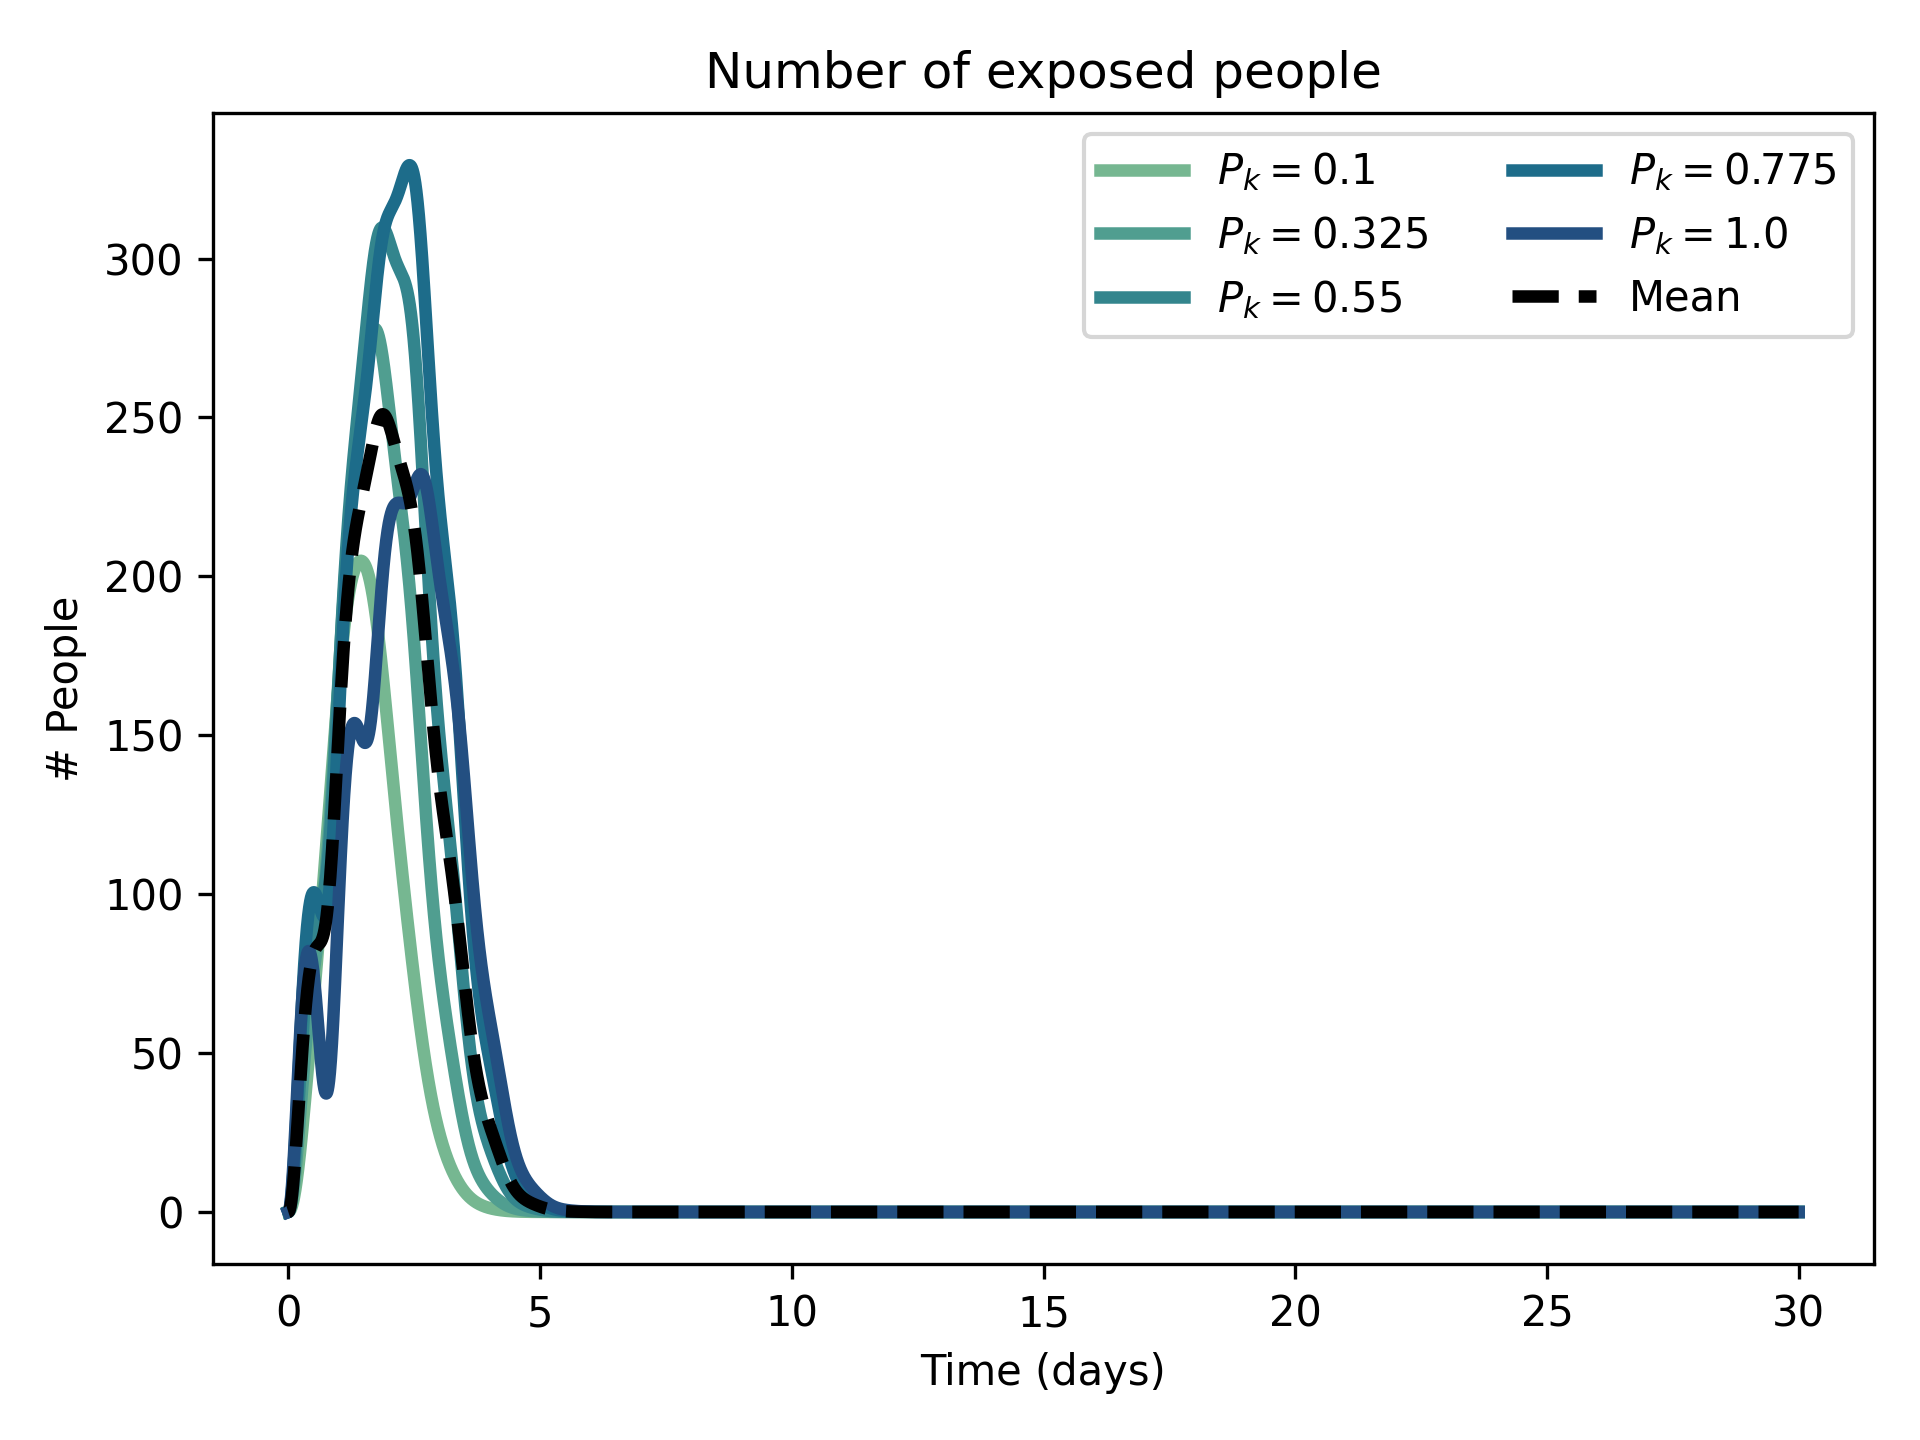 Number of exposed people
P_k = 0.1
P_k = 0.325
P_k = 0.55
P_k = 0.775
P_k = 1.0
Mean
# People
300
250
200
150
100
50
0
0 5 10 15 20 25 30
Time (days)